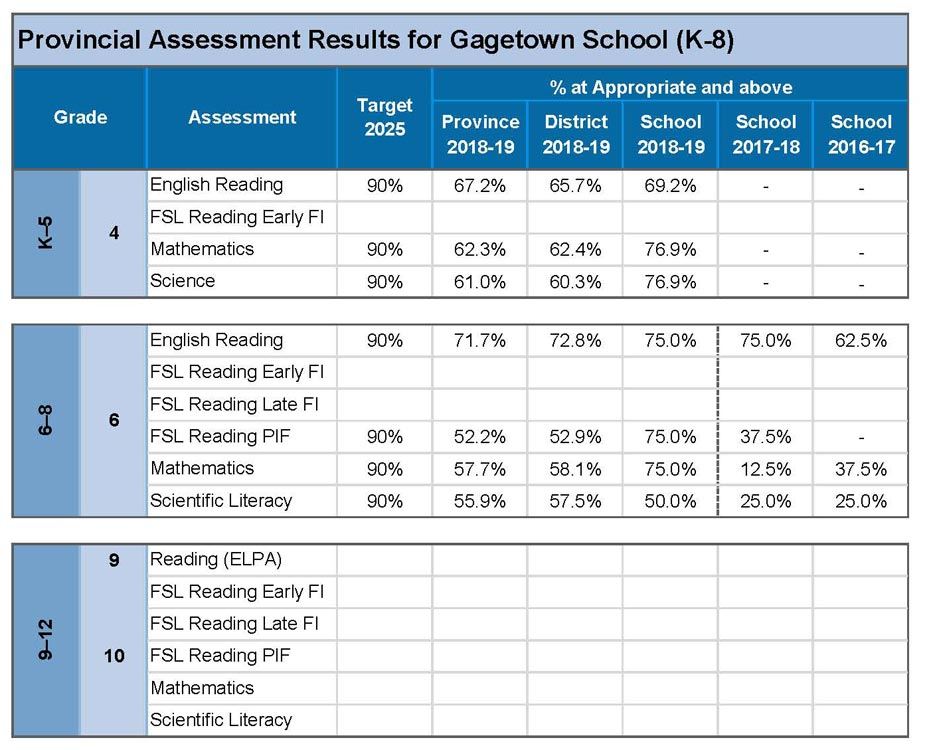 Provincial Assessment Results for Gagetown School (K-8)
Grade Assessment Target 2025 % at Appropriate and above
Province 2018-19 District 2018-19 School 2018-19 School 2017-18 School 2016-17
K–5 4
English Reading 90% 67.2% 65.7% 69.2% - -
FSL Reading Early FI
Mathematics 90% 62.3% 62.4% 76.9% - -
Science 90% 61.0% 60.3% 76.9% - -
6–8 6
English Reading 90% 71.7% 72.8% 75.0% 75.0% 62.5%
FSL Reading Early FI
FSL Reading Late FI
FSL Reading PIF 90% 52.2% 52.9% 75.0% 37.5% -
Mathematics 90% 57.7% 58.1% 75.0% 12.5% 37.5%
Scientific Literacy 90% 55.9% 57.5% 50.0% 25.0% 25.0%
9–12
9 Reading (ELPA)
FSL Reading Early FI
FSL Reading Late FI
10 FSL Reading PIF
Mathematics
Scientific Literacy